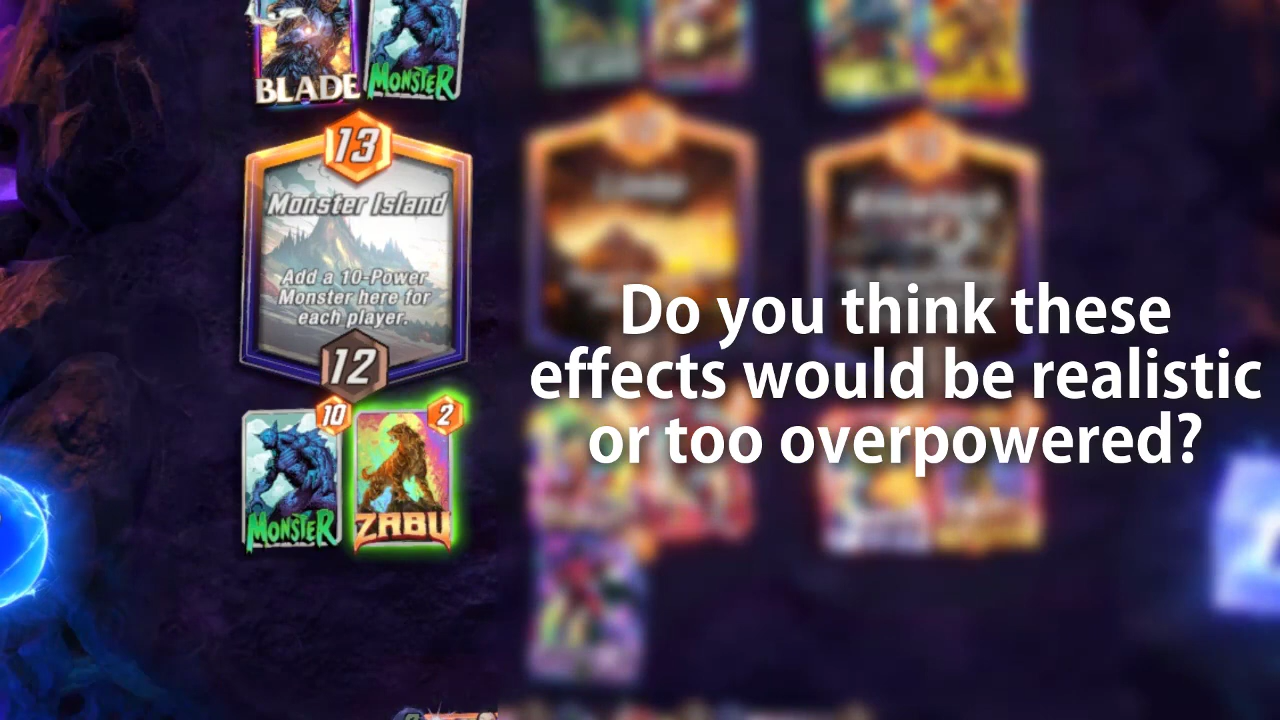 BLADE
MONSTER
13
Monster Island
Add a 10-Power
Monster here for
each player.
12
10
2
MONSTER
ZABU
Do you think these
effects would be realistic
or too overpowered?